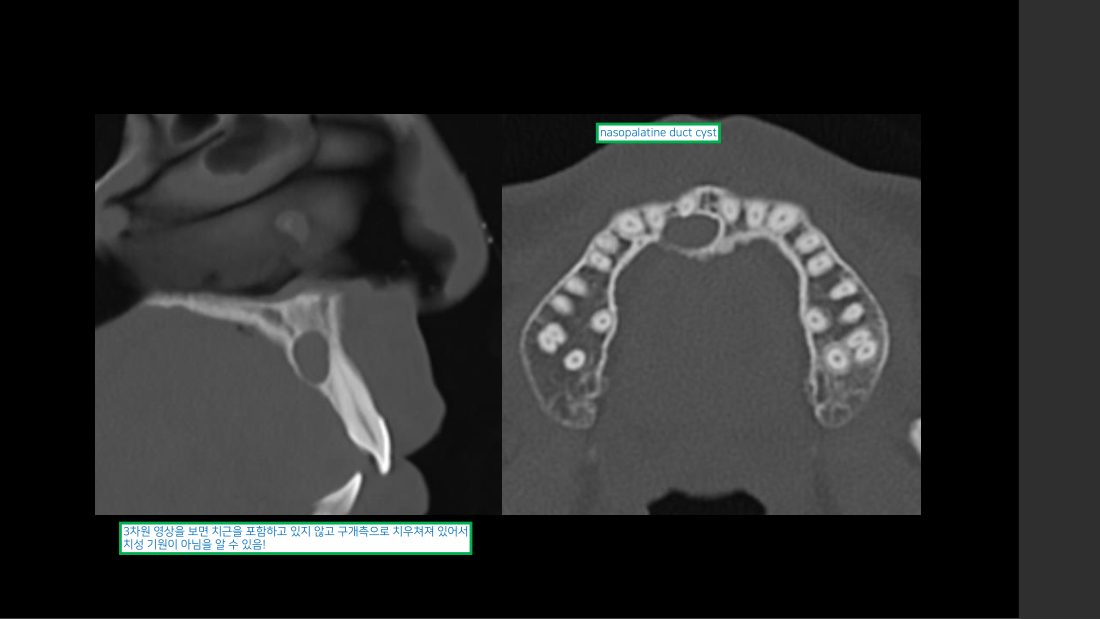 nasopalatine duct cyst
3차원 영상을 보면 치근을 포함하고 있지 않고 구개측으로 치우쳐져 있어서
치성 기원이 아님을 알 수 있음!